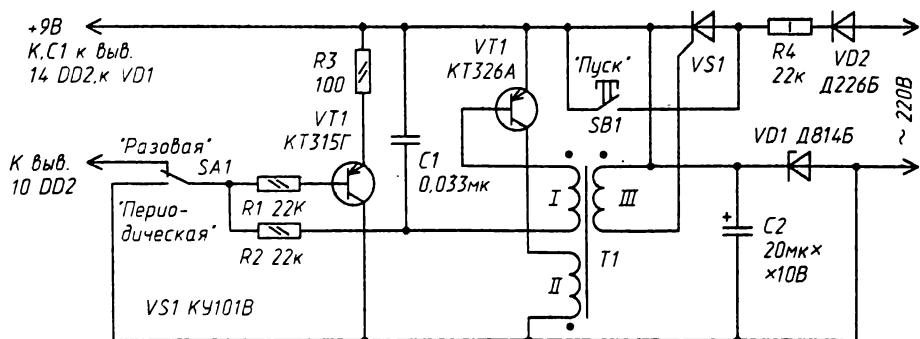 +9В
К,С1 к выв.
14 DD2,к VD1
R3
100
VT1
КТ315Г
"Разовая"
К выв.
10 DD2
SA1
"Перио-
дическая"
R1 22К
R2 22к
VS1 КУ101В
C1
0,033мк
VT1
КТ326А
"Пуск"
SB1
VS1
R4
22к
VD2
Д226Б
~ 220В
VD1 Д814Б
I
III
II
T1
+
C2
20мк×
×10В